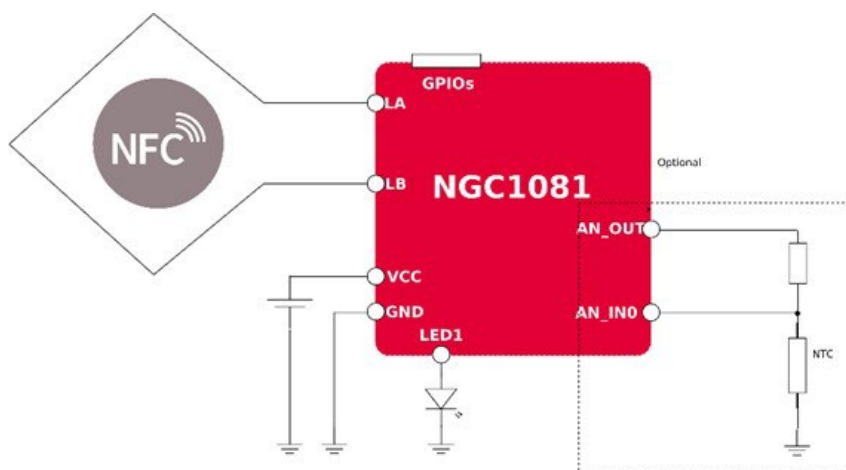 GPIOs
LA
NFC
Optional
LB
NGC1081
AN_OUT
VCC
GND
AN_IN0
LED1
NTC